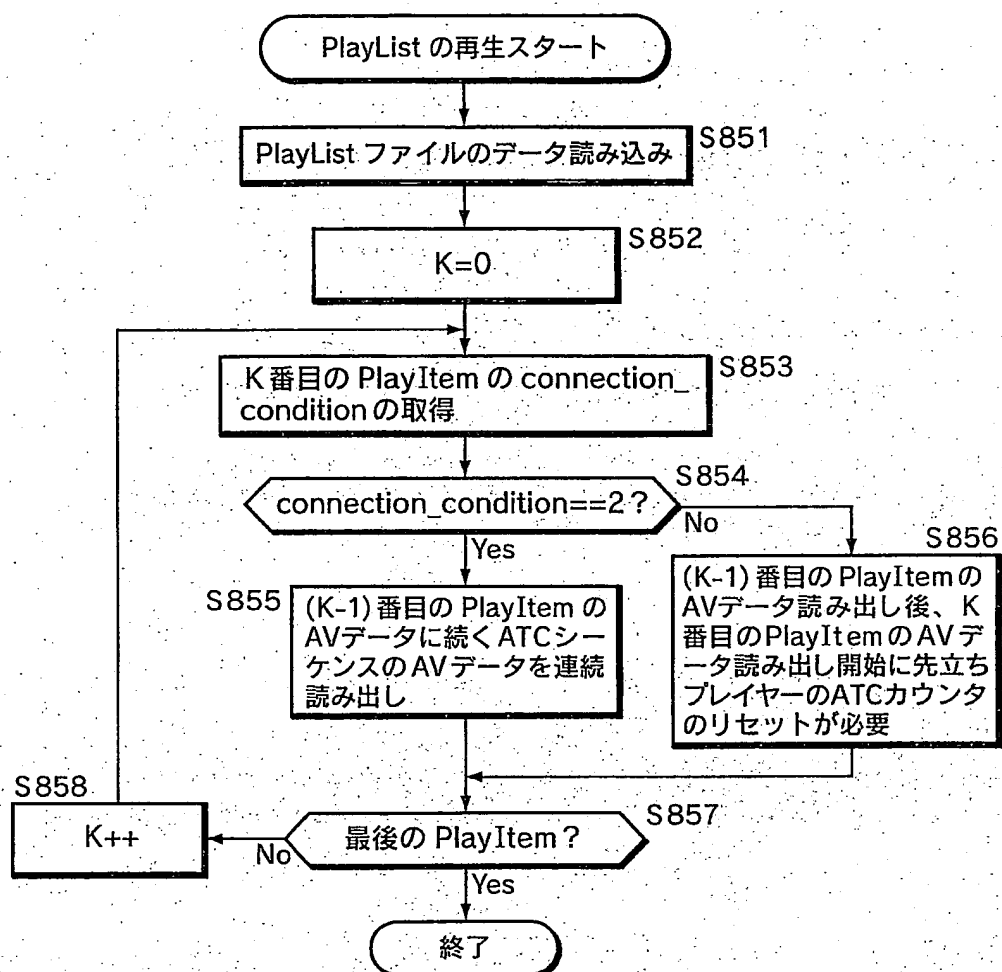 PlayList の再生スタート
S851
PlayList ファイルのデータ読み込み
S852
K=0
S853
K 番目の PlayItem の connection_
condition の取得
S854
connection_condition==2?
No
Yes
S855
(K-1) 番目の PlayItem の
AVデータに続く ATCシー
ケンスのAVデータを連続
読み出し
S856
(K-1) 番目の PlayItemの
AVデータ読み出し後、K
番目のPlayItemのAVデ
ータ読み出し開始に先立ち
プレイヤーのATCカウンタ
のリセットが必要
S857
最後の PlayItem?
No
Yes
S858
K++
終了